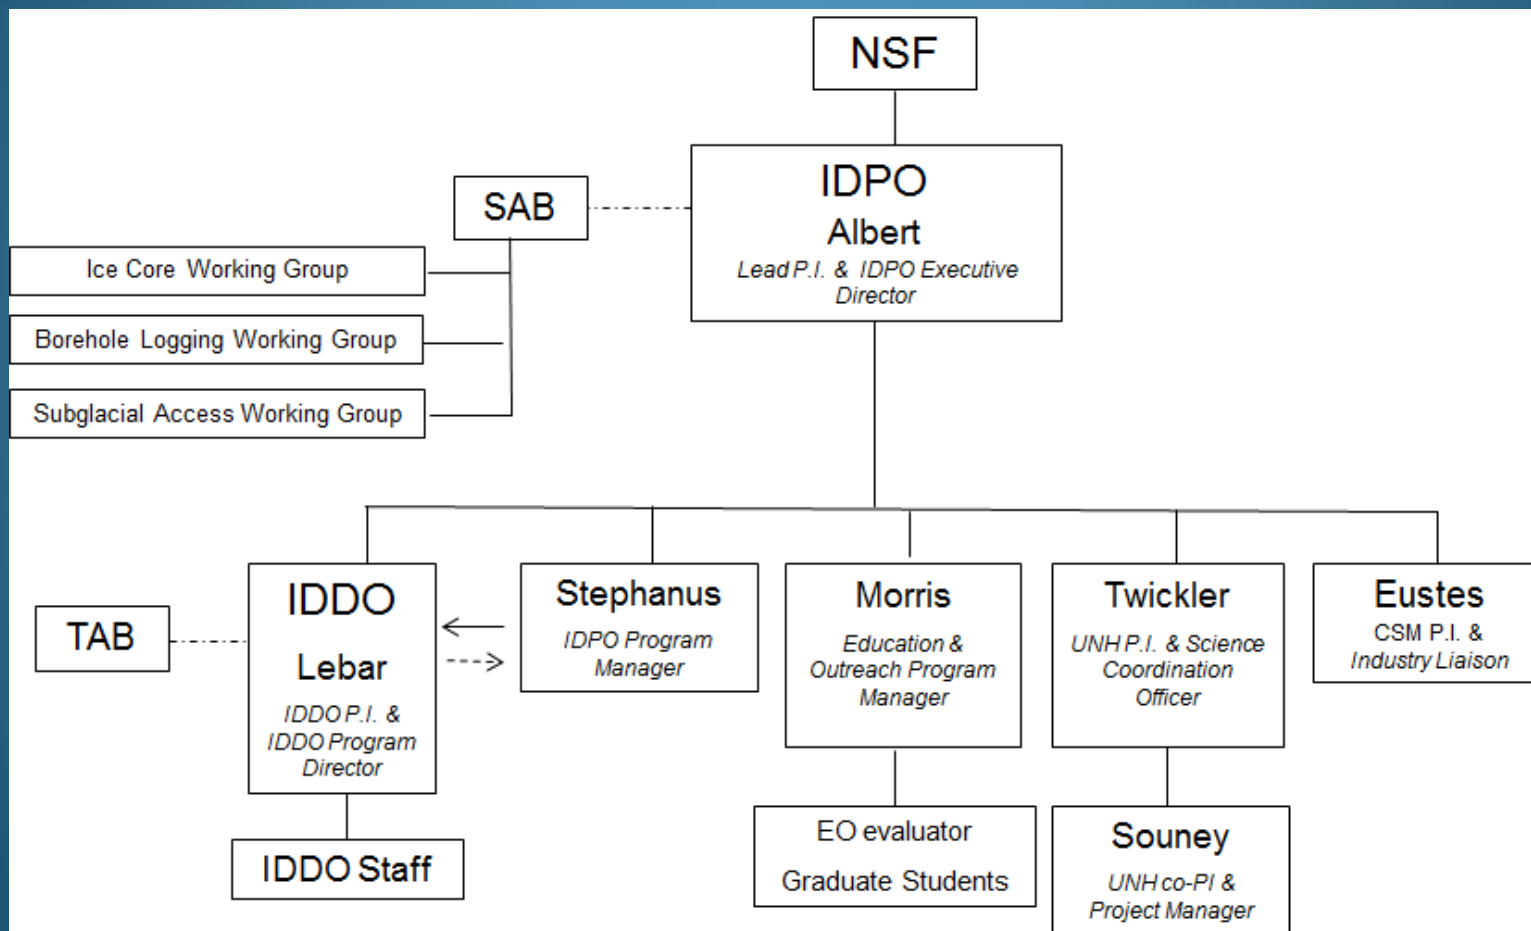 NSF
IDPO
Albert
Lead P.I. & IDPO Executive
Director
SAB
Ice Core Working Group
Borehole Logging Working Group
Subglacial Access Working Group
TAB
IDDO
Lebar
IDDO P.I. &
IDDO Program
Director
IDDO Staff
Stephanus
IDPO Program
Manager
Morris
Education &
Outreach Program
Manager
EO evaluator
Graduate Students
Twickler
UNH P.I. & Science
Coordination
Officer
Souney
UNH co-PI &
Project Manager
Eustes
CSM P.I. &
Industry Liaison